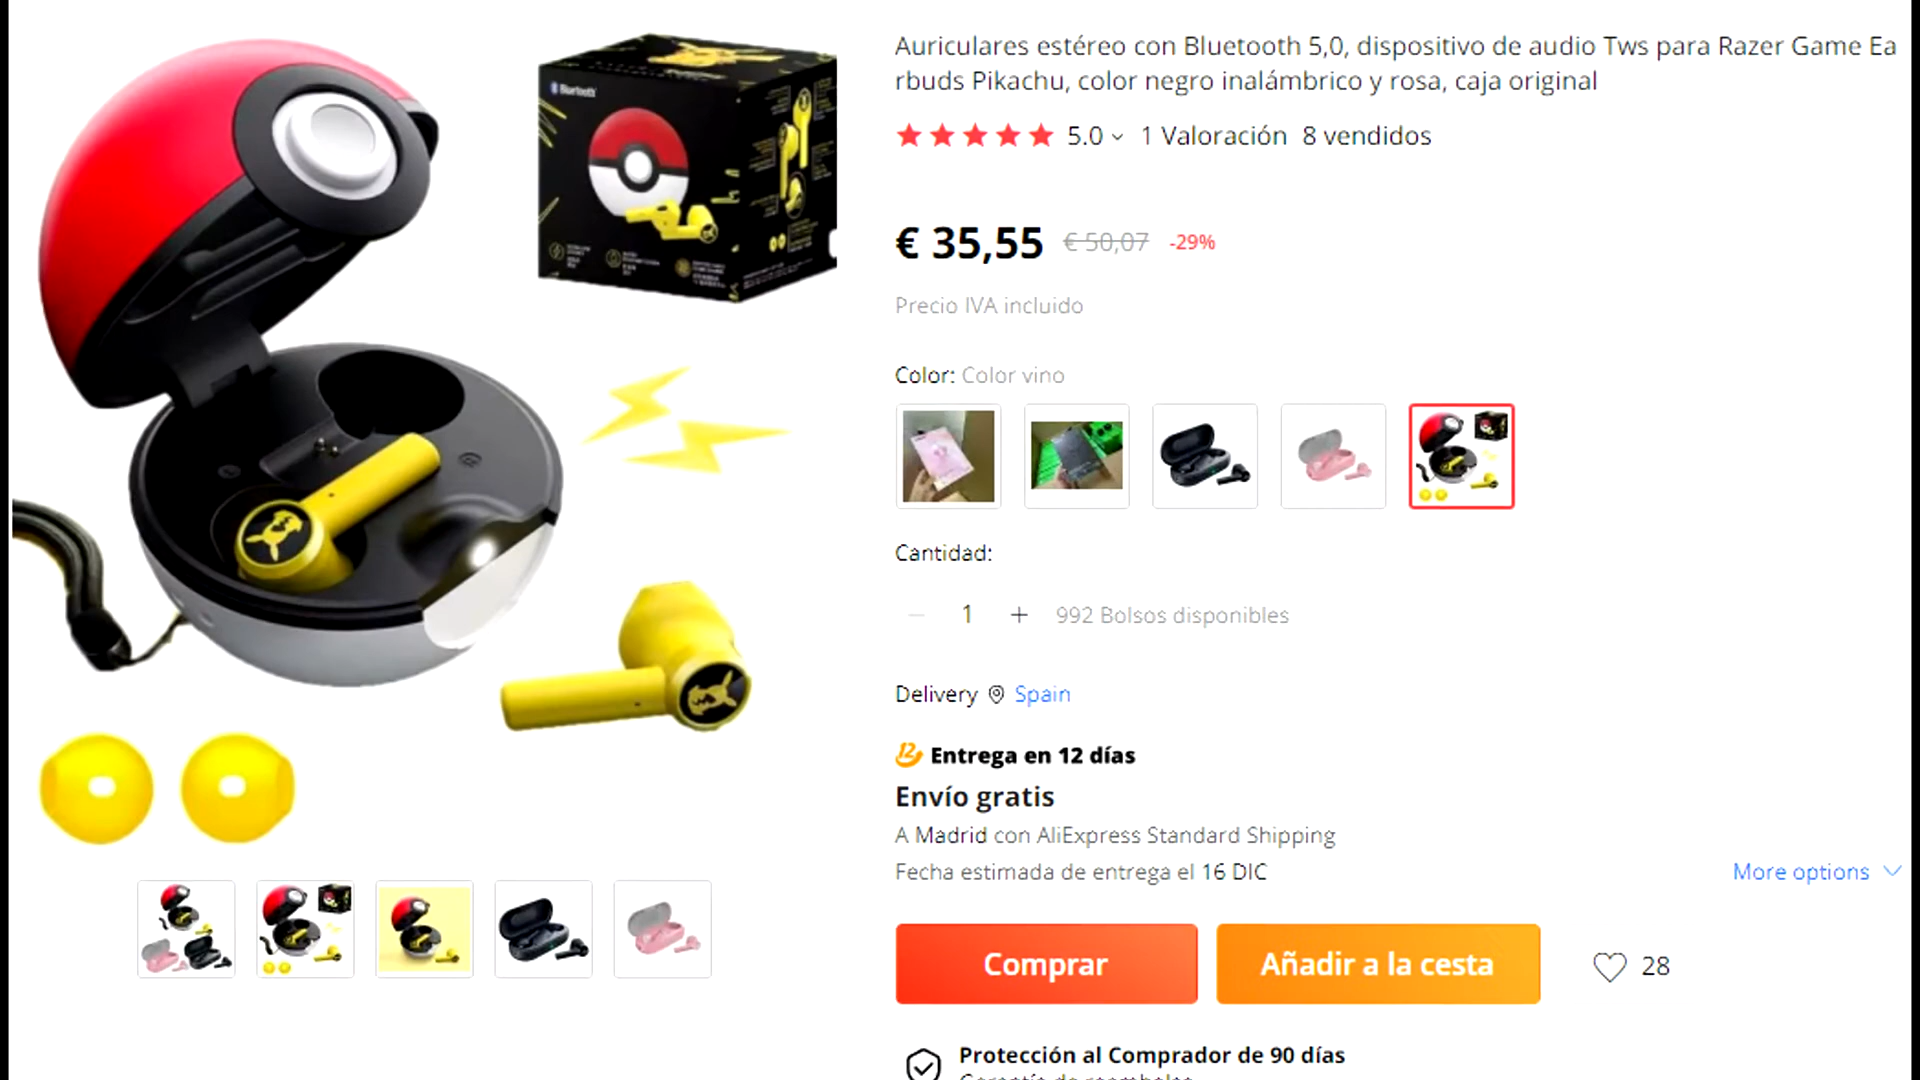 Bluetooth
Auriculares estéreo con Bluetooth 5,0, dispositivo de audio Tws para Razer Game Ea
rbuds Pikachu, color negro inalámbrico y rosa, caja original
5.0 1 Valoración 8 vendidos
€ 35,55 € 50,07 -29%
Precio IVA incluido
Color: Color vino
Cantidad:
1 + 992 Bolsos disponibles
Delivery Spain
12 Entrega en 12 días
Envío gratis
A Madrid con AliExpress Standard Shipping
Fecha estimada de entrega el 16 DIC
More options
Comprar
Añadir a la cesta
28
Protección al Comprador de 90 días